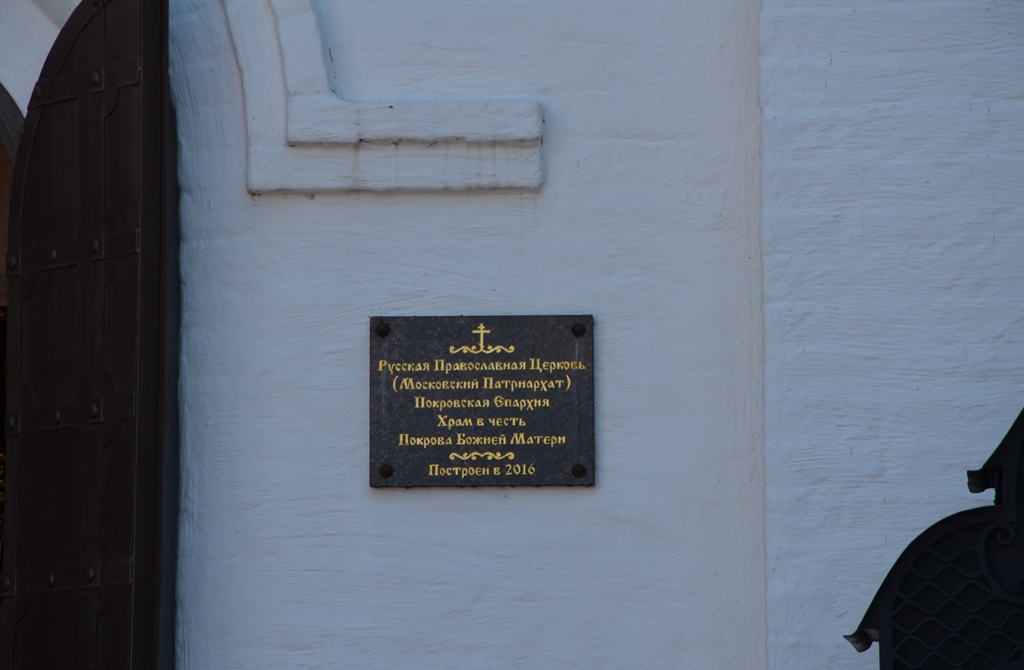 Русская Православная Церковь
(Московский Патриархат)
Покровская Епархия
Храм в честь
Покрова Божией Матери
Построен в 2016